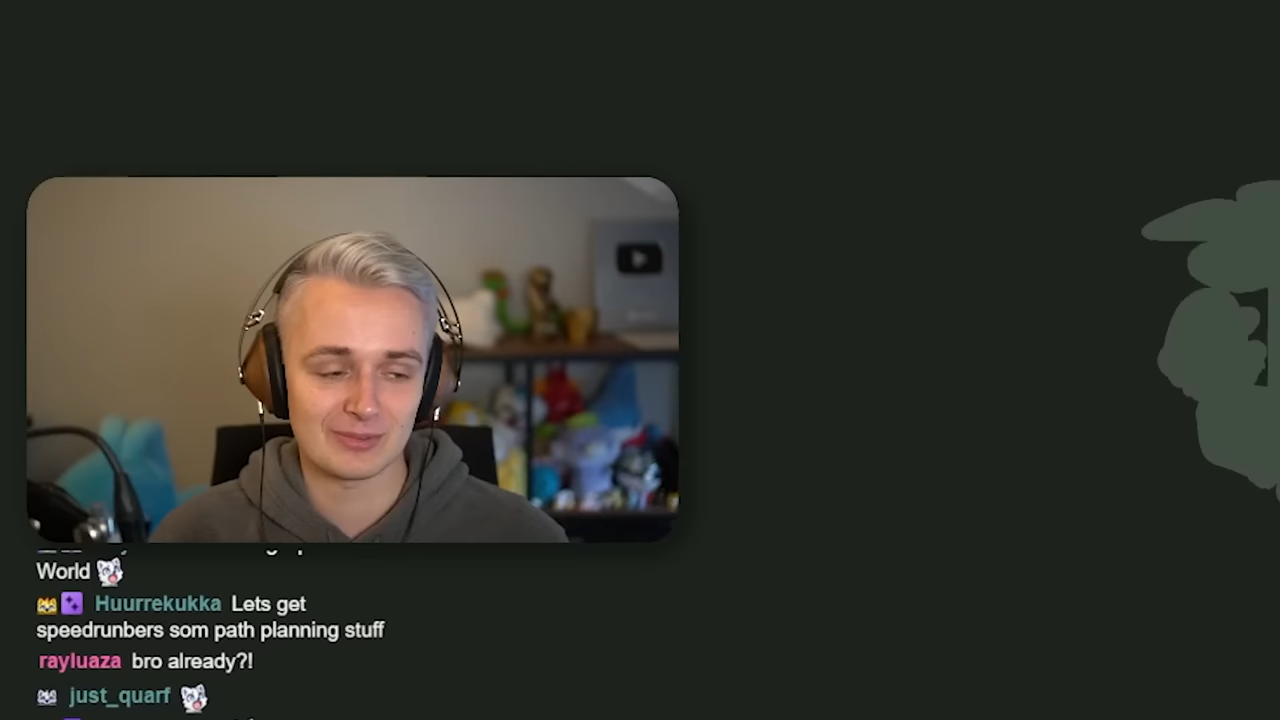 World
Huurrekukka Lets get
speedrunbers som path planning stuff
rayluaza bro already?!
just_quarf